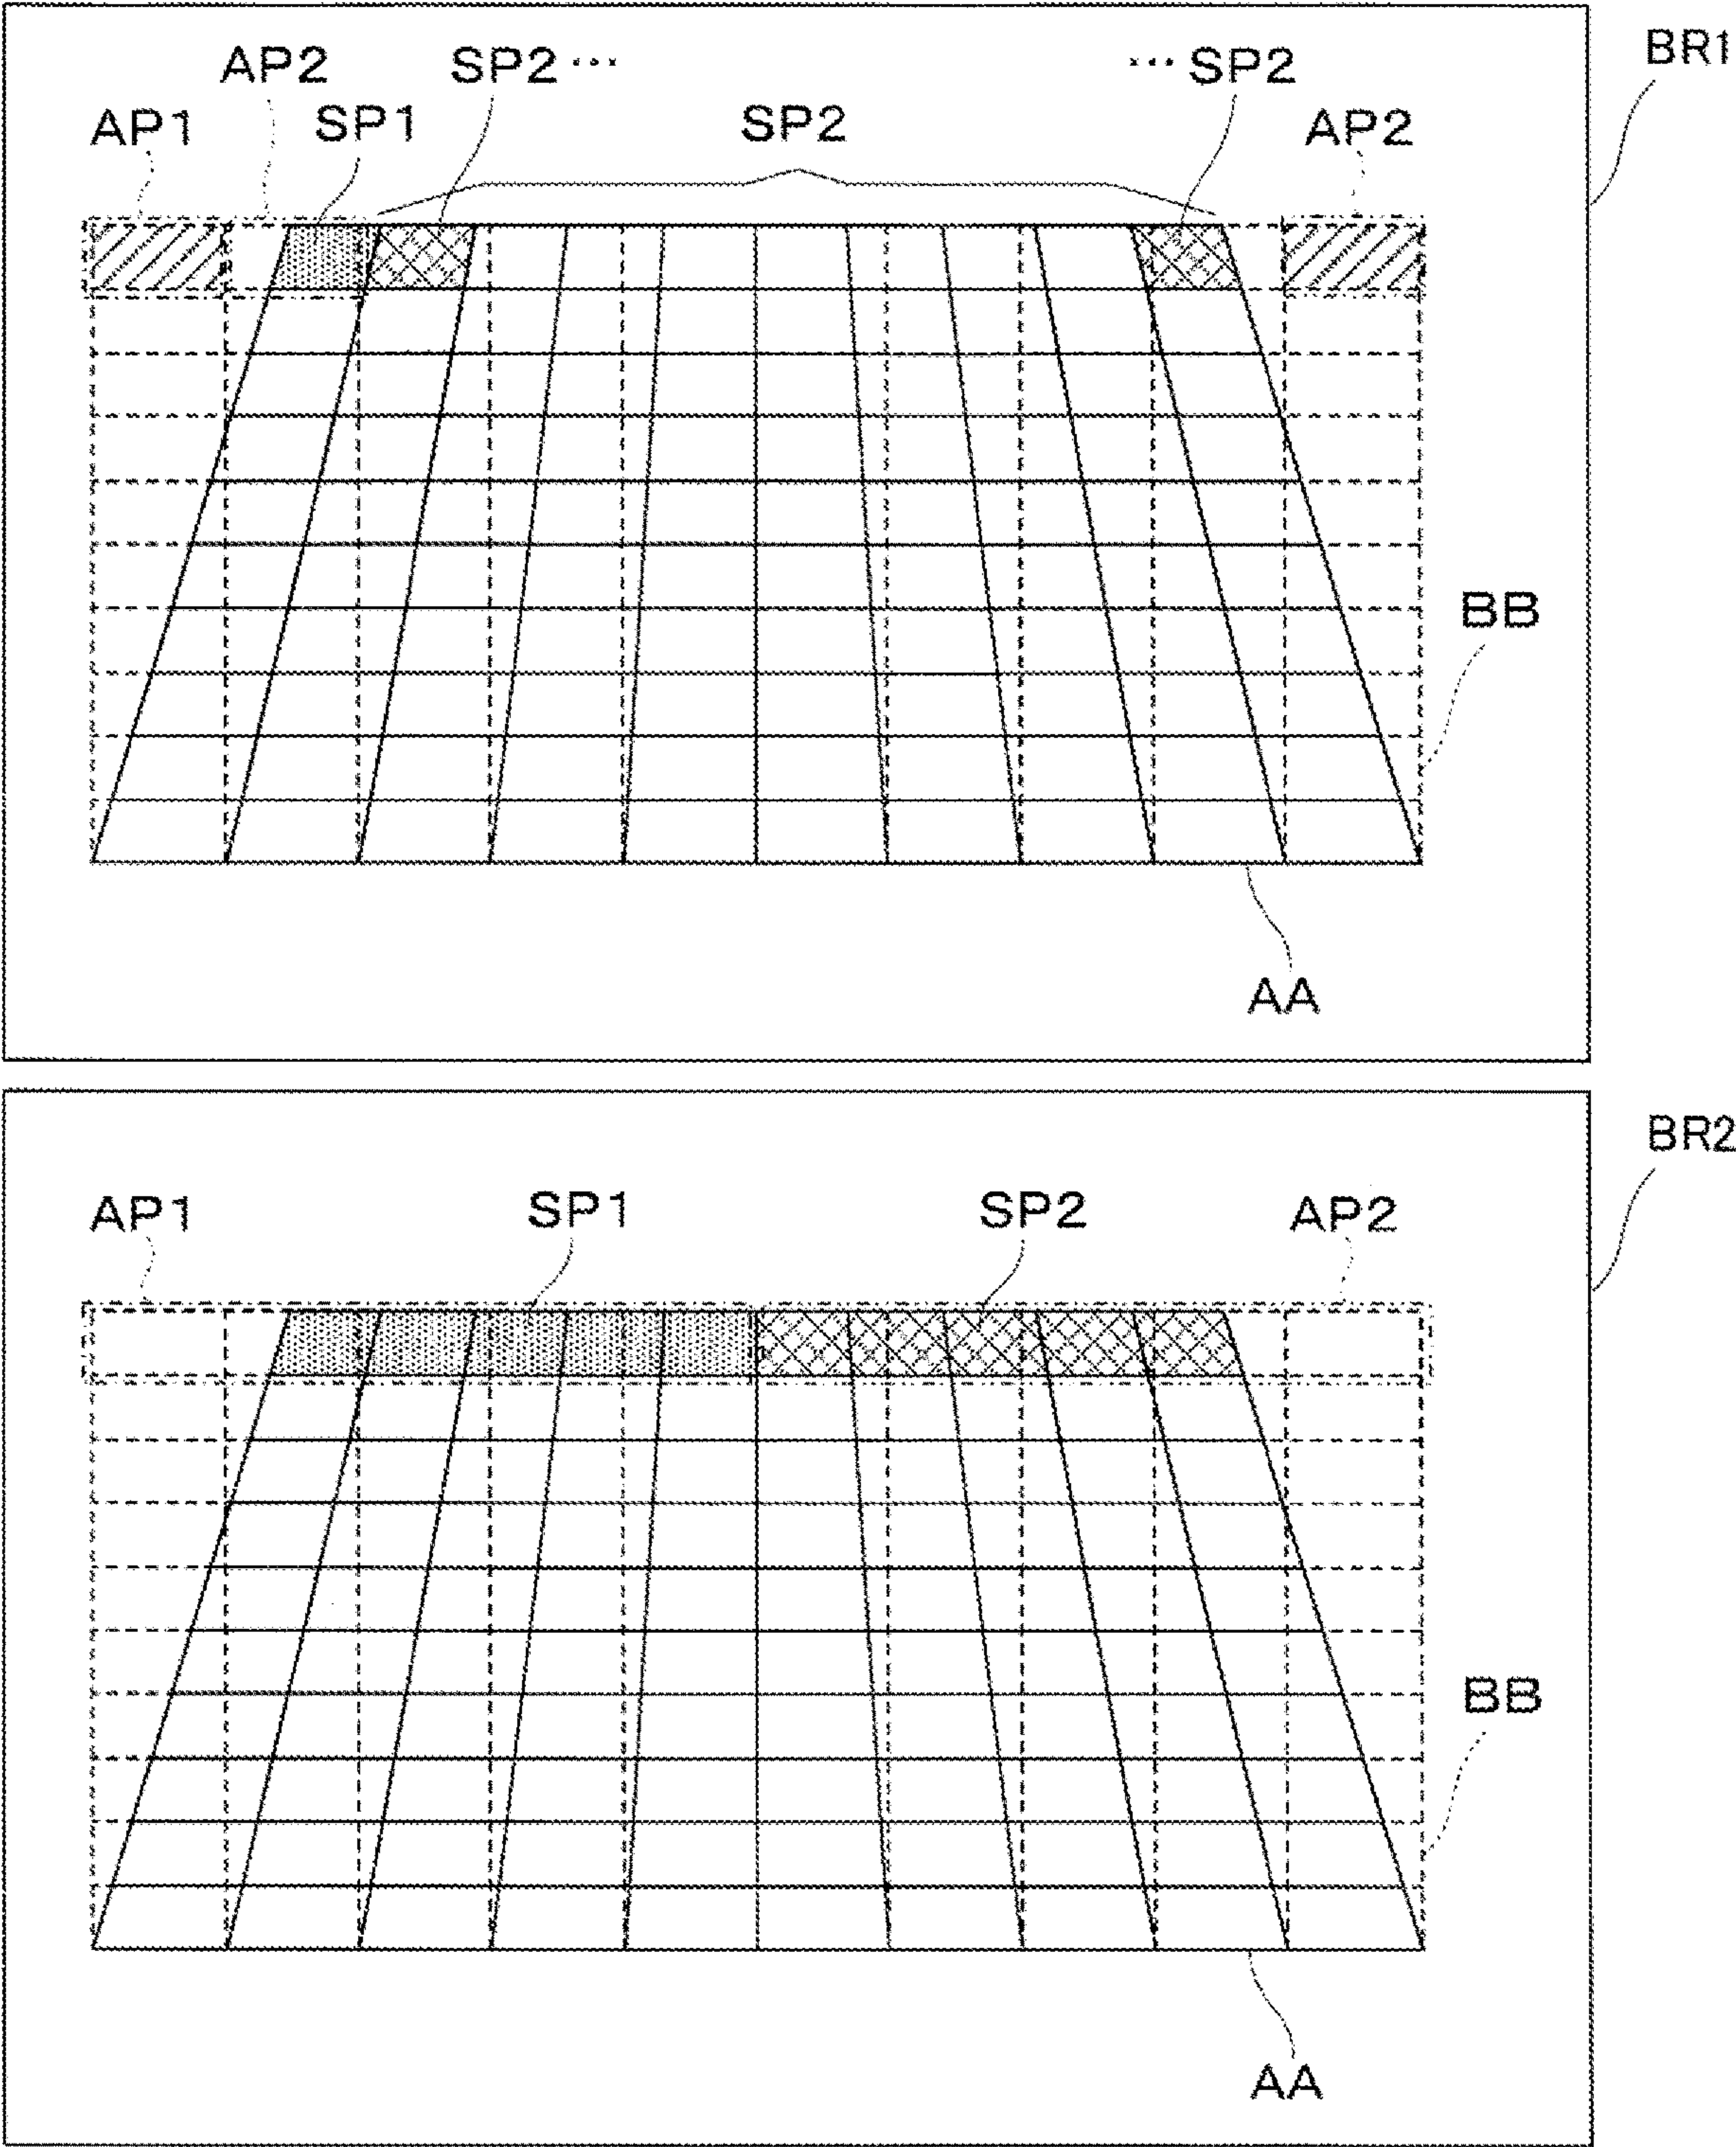 BR1
AP2 SP2 ··· ··· SP2
AP1 SP1 SP2 AP2
BB
AA
BR2
AP1 SP1 SP2 AP2
BB
AA